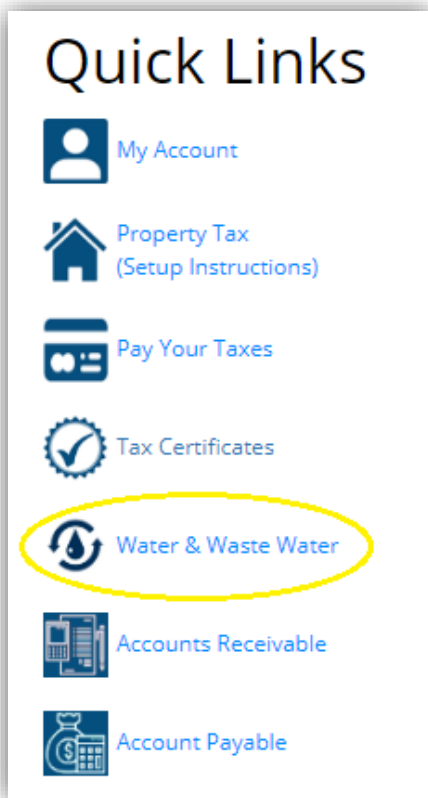 Quick Links
My Account
Property Tax
(Setup Instructions)
Pay Your Taxes
Tax Certificates
Water & Waste Water
Accounts Receivable
Account Payable